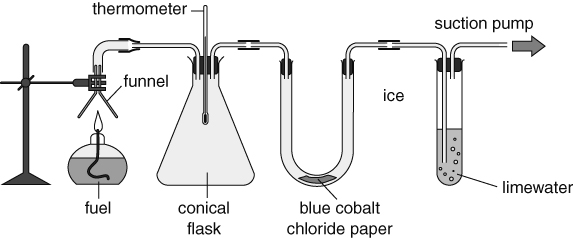 thermometer
suction pump
funnel
ice
limewater
fuel
conical
flask
blue cobalt
chloride paper